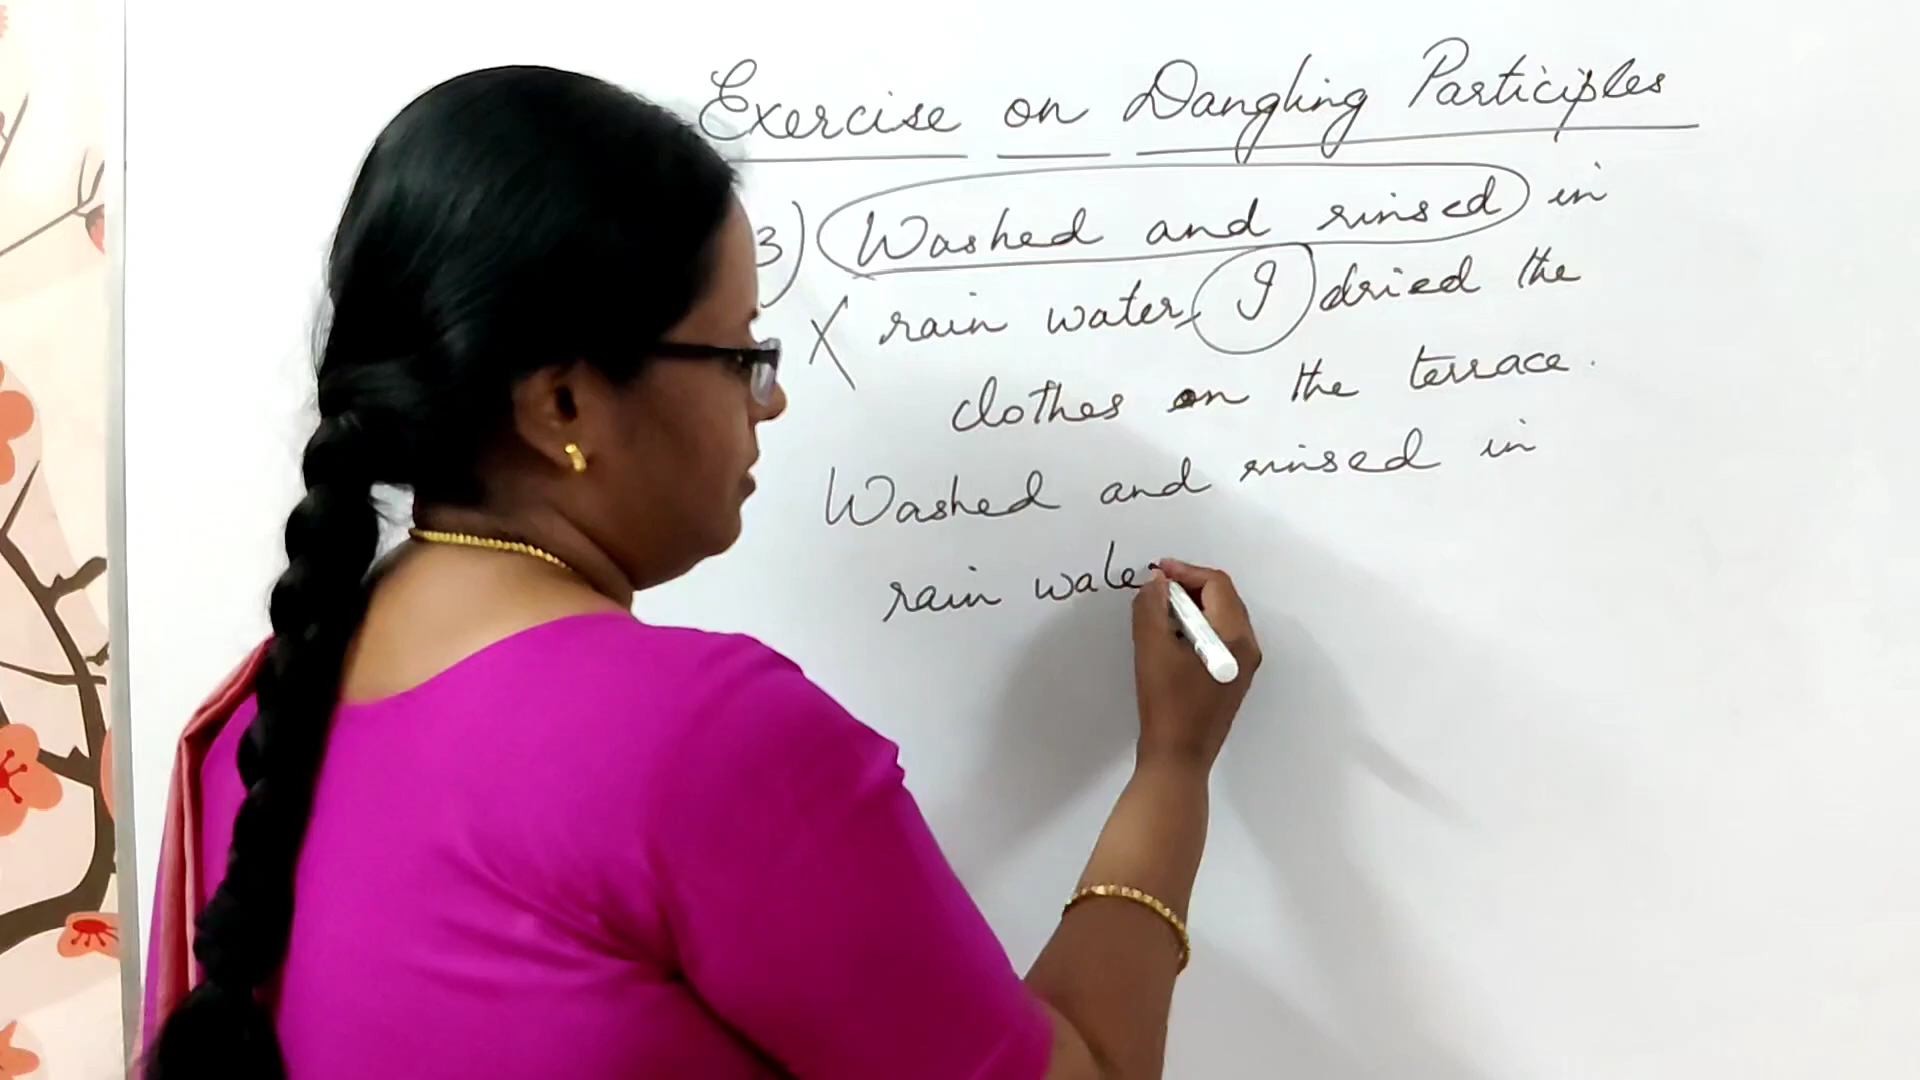 Exercise on Dangling Participles
3) Washed and rinsed in
X rain water, I dried the
clothes on the terrace.
Washed and rinsed in
rain water